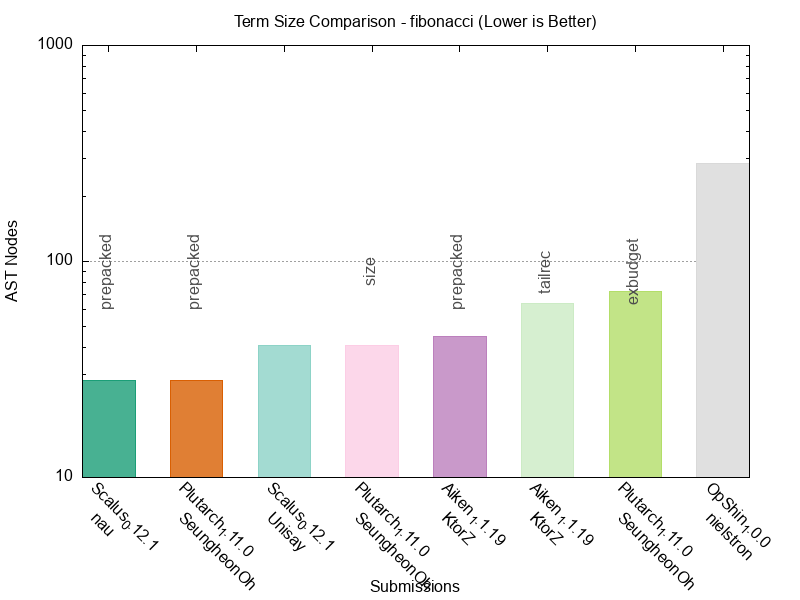 Term Size Comparison - fibonacci (Lower is Better)
AST Nodes
1000
100
10
prepacked
prepacked
size
prepacked
tailrec
exbudget
Scalus0.12.1
nau
Plutarch1.11.0
SeungheonOh
Scalus0.12.1
Unisay
Plutarch1.11.0
SeungheonOh
Aiken1.1.19
KtorZ
Aiken1.1.19
KtorZ
Plutarch1.11.0
SeungheonOh
OpShin1.0.0
nielstron
Submissions